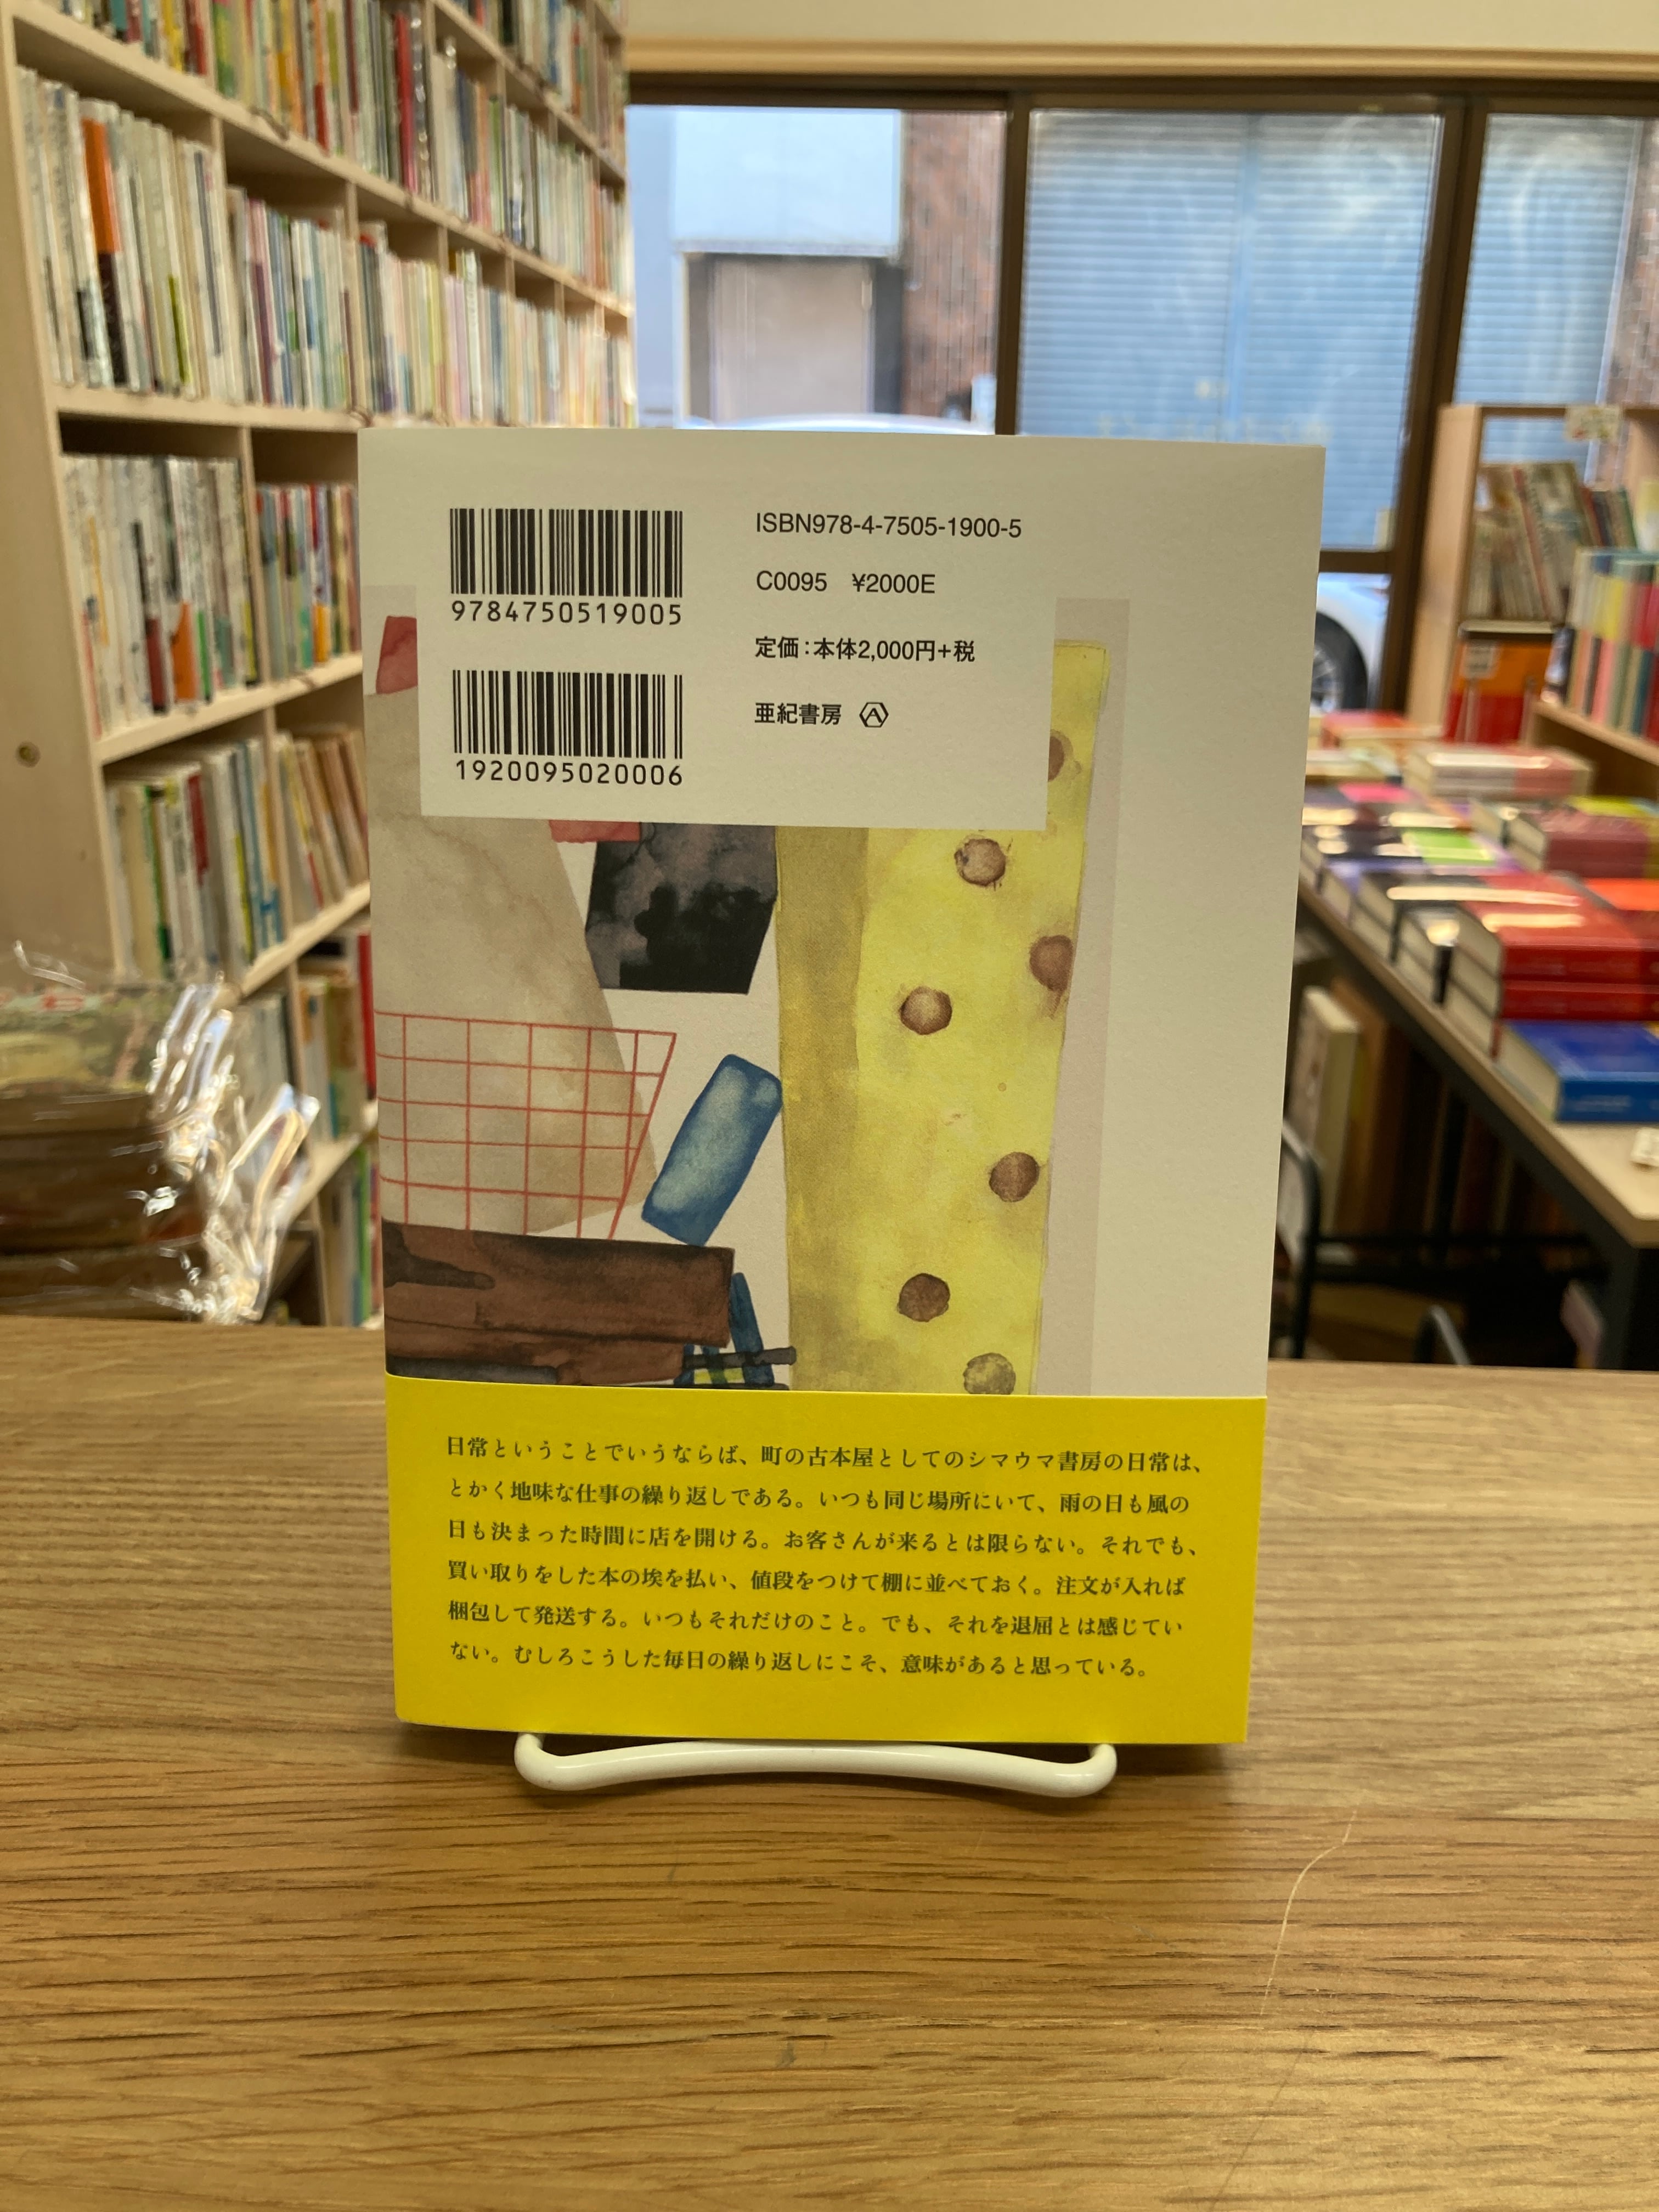 9784750519005
1920095020006
ISBN978-4-7505-1900-5
C0095 ¥2000E
定価：本体2,000円+税
亜紀書房
日常ということでいうならば、町の古本屋としてのシマウマ書房の日常は、
とかく地味な仕事の繰り返しである。いつも同じ場所にいて、雨の日も風の
日も決まった時間に店を開ける。お客さんが来るとは限らない。それでも、
買い取りをした本の埃を払い、値段をつけて棚に並べておく。注文が入れば
梱包して発送する。いつもそれだけのこと。でも、それを退屈とは感じてい
ない。むしろこうした毎日の繰り返しにこそ、意味があると思っている。